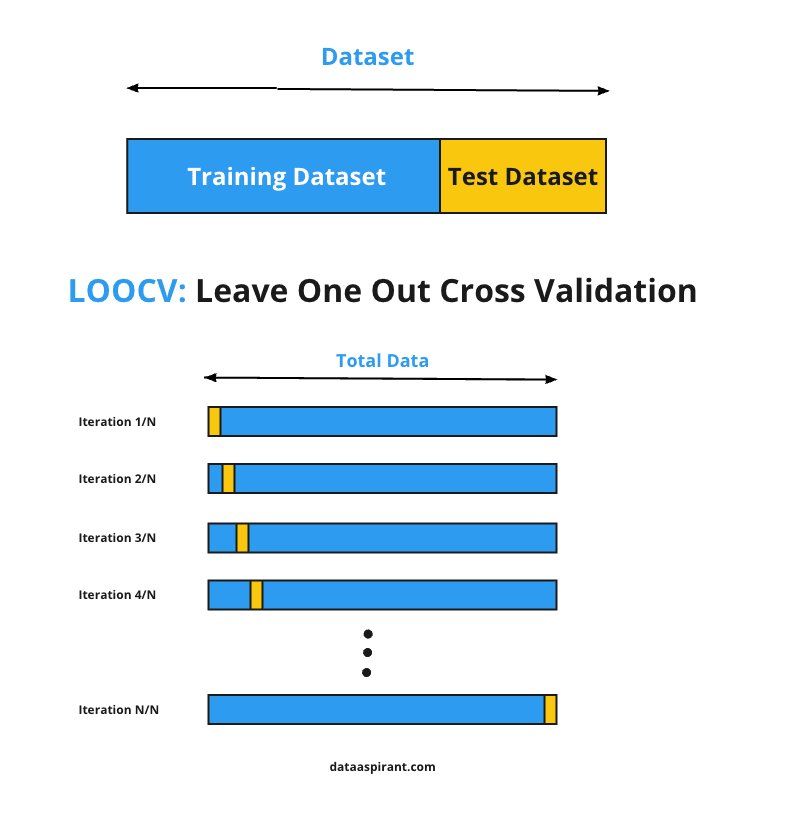 Dataset
Training Dataset
Test Dataset
LOOCV: Leave One Out Cross Validation
Total Data
Iteration 1/N
Iteration 2/N
Iteration 3/N
Iteration 4/N
Iteration N/N
dataaspirant.com